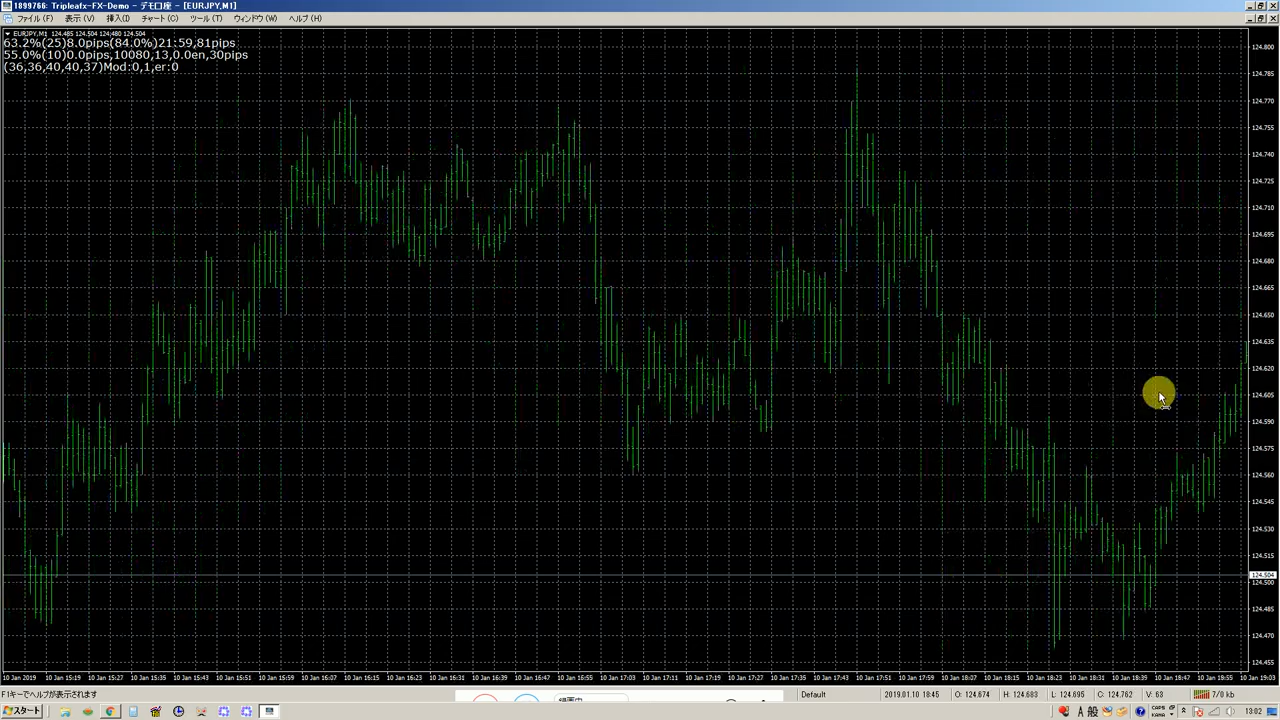 1899766: Tripleafx-FX-Demo - デモ口座 - [EURJPY,M1]
ファイル (F) 表示 (V) 挿入(I) チャート (C) ツール (T) ウィンドウ (W) ヘルプ (H)
EURJPY,M1 124.485 124.504 124.480 124.504
63.2%(25)8.0pips(84.0%)21:59,81pips
55.0%(10)0.0pips,10080,13,0.0en,30pips
(36,36,40,40,37)Mod:0,1,er:0
124.800
124.785
124.770
124.755
124.740
124.725
124.710
124.695
124.680
124.665
124.650
124.635
124.620
124.605
124.590
124.575
124.560
124.545
124.530
124.515
124.504
124.500
124.485
124.470
124.455
10 Jan 2019 10 Jan 15:19 10 Jan 15:27 10 Jan 15:35 10 Jan 15:43 10 Jan 15:51 10 Jan 15:59 10 Jan 16:07 10 Jan 16:15 10 Jan 16:23 10 Jan 16:31 10 Jan 16:39 10 Jan 16:47 10 Jan 16:55 10 Jan 17:03 10 Jan 17:11 10 Jan 17:19 10 Jan 17:27 10 Jan 17:35 10 Jan 17:43 10 Jan 17:51 10 Jan 17:59 10 Jan 18:07 10 Jan 18:15 10 Jan 18:23 10 Jan 18:31 10 Jan 18:39 10 Jan 18:47 10 Jan 18:55 10 Jan 19:03
F1キーでヘルプが表示されます Default 2019.01.10 18:45 O: 124.674 H: 124.683 L: 124.695 C: 124.762 V: 63 7/0 kb
スタート A 般 CAPS KANA 13:02